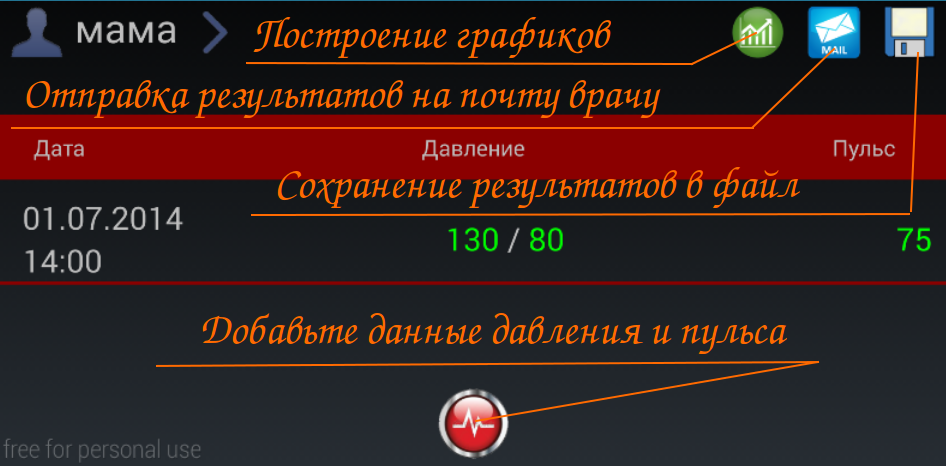 мама
Построение графиков
MAIL
Отправка результатов на почту врачу
Дата Давление Пульс
Сохранение результатов в файл
01.07.2014
14:00
130 / 80
75
Добавьте данные давления и пульса
free for personal use